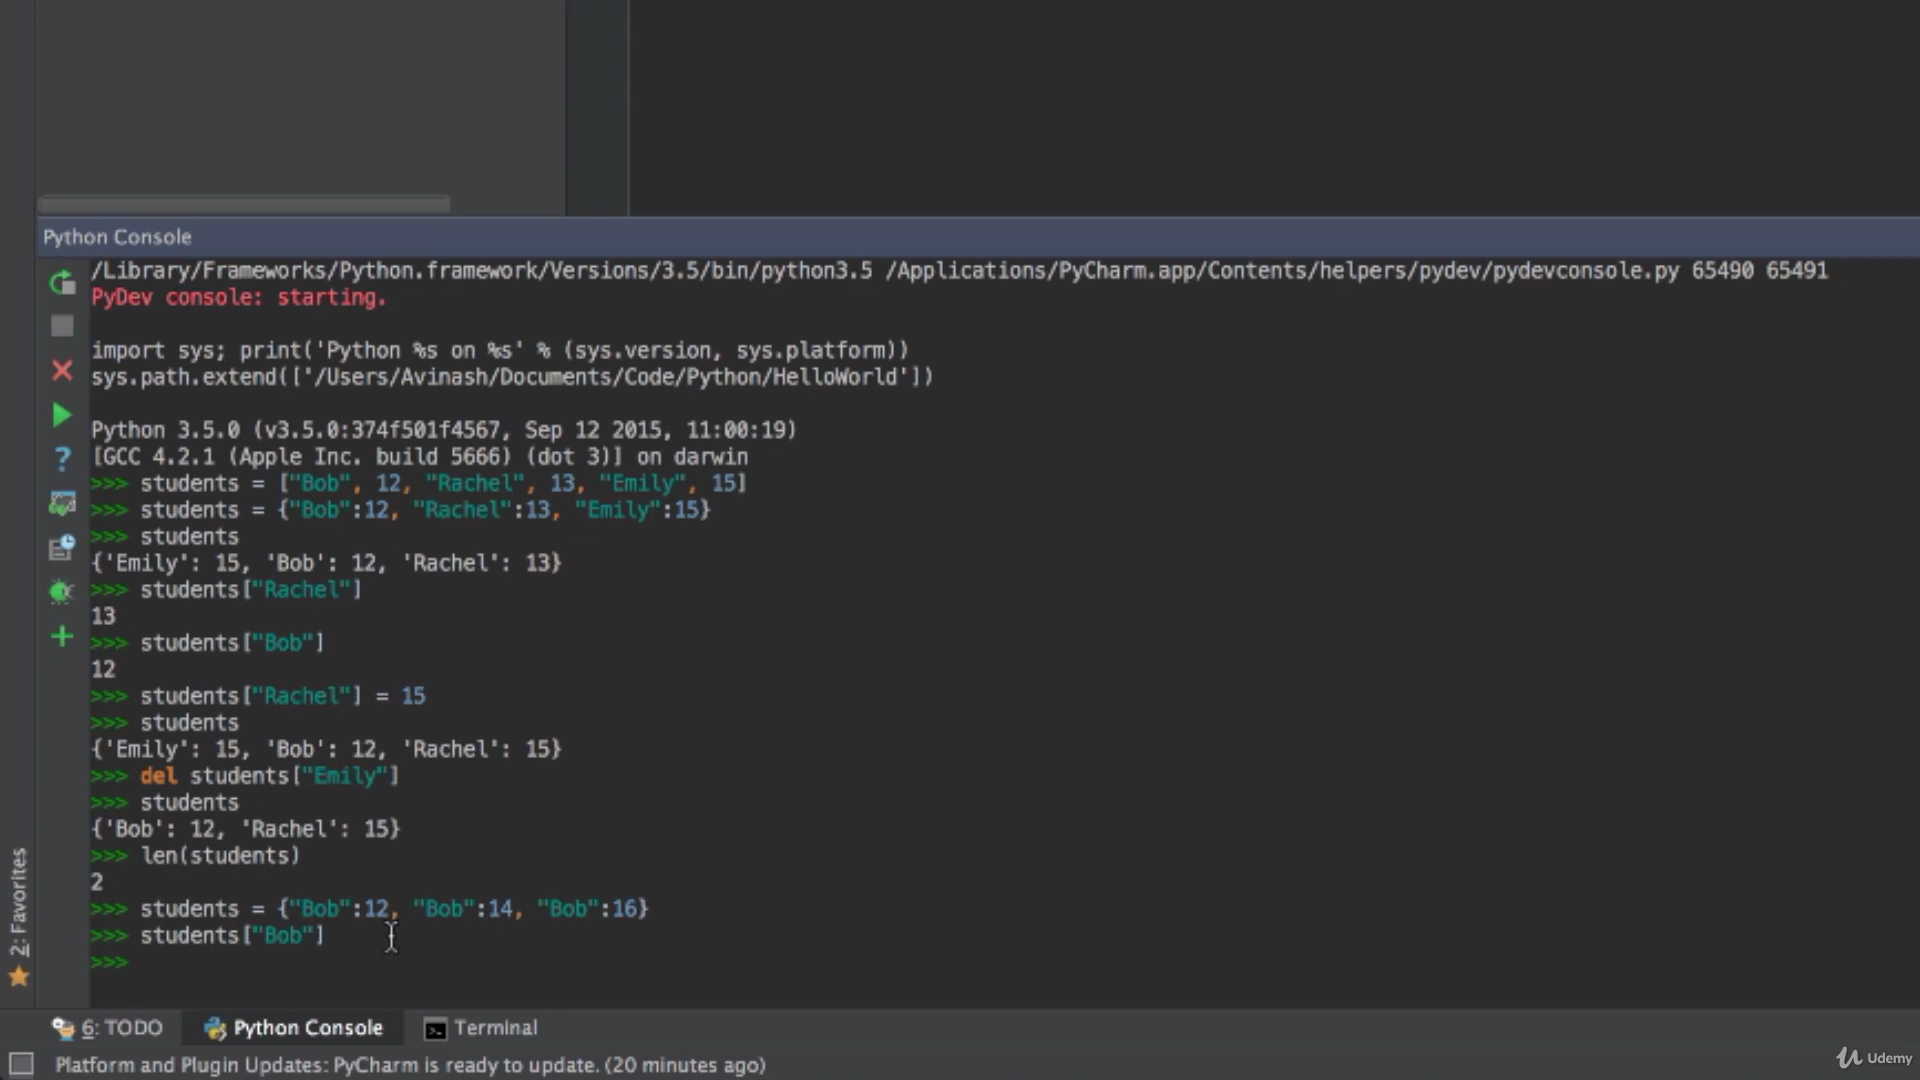 Python Console
/Library/Frameworks/Python.framework/Versions/3.5/bin/python3.5 /Applications/PyCharm.app/Contents/helpers/pydev/pydevconsole.py 65490 65491
PyDev console: starting.
import sys; print('Python %s on %s' % (sys.version, sys.platform))
sys.path.extend(['/Users/Avinash/Documents/Code/Python/HelloWorld'])
Python 3.5.0 (v3.5.0:374f501f4567, Sep 12 2015, 11:00:19)
[GCC 4.2.1 (Apple Inc. build 5666) (dot 3)] on darwin
>>> students = ["Bob", 12, "Rachel", 13, "Emily", 15]
>>> students = {"Bob":12, "Rachel":13, "Emily":15}
>>> students
{'Emily': 15, 'Bob': 12, 'Rachel': 13}
>>> students["Rachel"]
13
>>> students["Bob"]
12
>>> students["Rachel"] = 15
>>> students
{'Emily': 15, 'Bob': 12, 'Rachel': 15}
>>> del students["Emily"]
>>> students
{'Bob': 12, 'Rachel': 15}
>>> len(students)
2
>>> students = {"Bob":12, "Bob":14, "Bob":16}
>>> students["Bob"]
>>>
2: Favorites
6: TODO
Python Console
Terminal
Platform and Plugin Updates: PyCharm is ready to update. (20 minutes ago)
Udemy